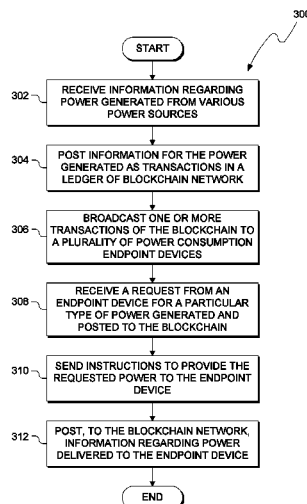 300
START
302
RECEIVE INFORMATION REGARDING
POWER GENERATED FROM VARIOUS
POWER SOURCES
304
POST INFORMATION FOR THE POWER
GENERATED AS TRANSACTIONS IN A
LEDGER OF BLOCKCHAIN NETWORK
306
BROADCAST ONE OR MORE
TRANSACTIONS OF THE BLOCKCHAIN TO
A PLURALITY OF POWER CONSUMPTION
ENDPOINT DEVICES
308
RECEIVE A REQUEST FROM AN
ENDPOINT DEVICE FOR A PARTICULAR
TYPE OF POWER GENERATED AND
POSTED TO THE BLOCKCHAIN
310
SEND INSTRUCTIONS TO PROVIDE THE
REQUESTED POWER TO THE ENDPOINT
DEVICE
312
POST, TO THE BLOCKCHAIN NETWORK,
INFORMATION REGARDING POWER
DELIVERED TO THE ENDPOINT DEVICE
END